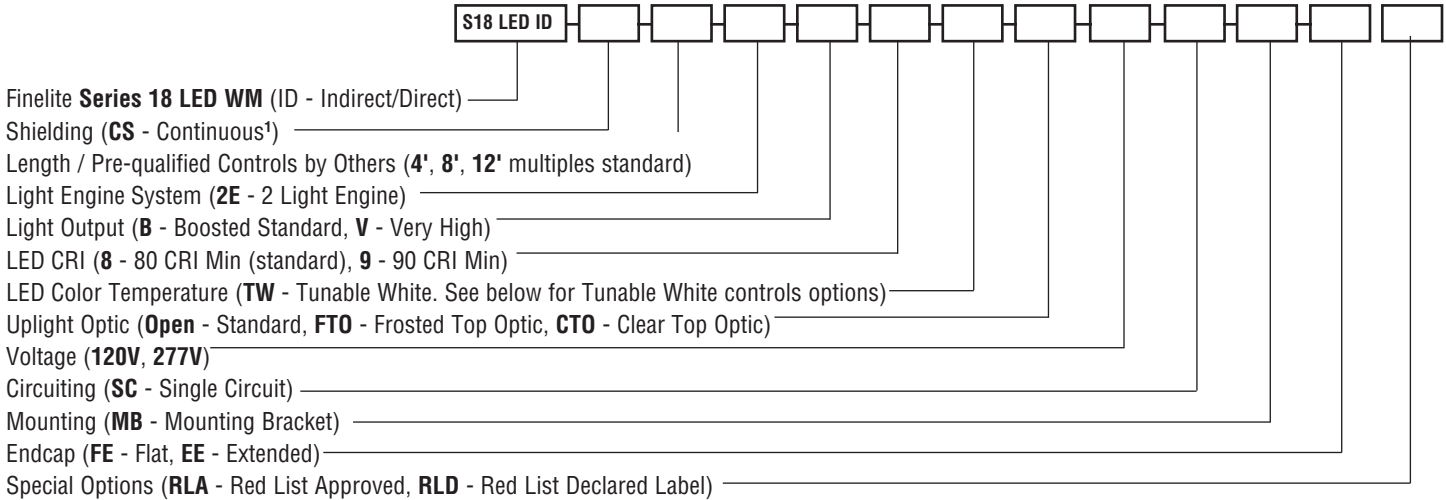 S18 LED ID
Finelite Series 18 LED WM (ID - Indirect/Direct)
Shielding (CS - Continuous¹)
Length / Pre-qualified Controls by Others (4', 8', 12' multiples standard)
Light Engine System (2E - 2 Light Engine)
Light Output (B - Boosted Standard, V - Very High)
LED CRI (8 - 80 CRI Min (standard), 9 - 90 CRI Min)
LED Color Temperature (TW - Tunable White. See below for Tunable White controls options)
Uplight Optic (Open - Standard, FTO - Frosted Top Optic, CTO - Clear Top Optic)
Voltage (120V, 277V)
Circuiting (SC - Single Circuit)
Mounting (MB - Mounting Bracket)
Endcap (FE - Flat, EE - Extended)
Special Options (RLA - Red List Approved, RLD - Red List Declared Label)